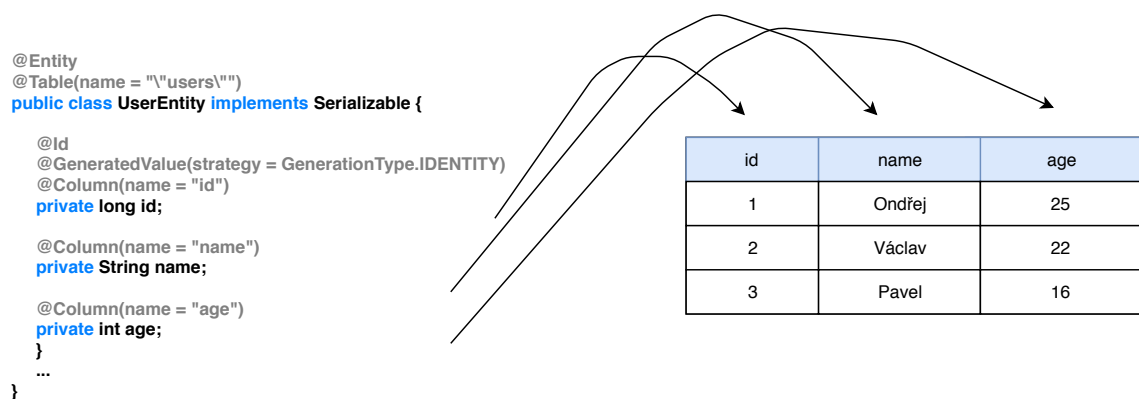 @Entity
@Table(name = "\"users\"")
public class UserEntity implements Serializable {
@Id
@GeneratedValue(strategy = GenerationType.IDENTITY)
@Column(name = "id")
private long id;
@Column(name = "name")
private String name;
@Column(name = "age")
private int age;
}
...
}
id name age
1 Ondřej 25
2 Václav 22
3 Pavel 16